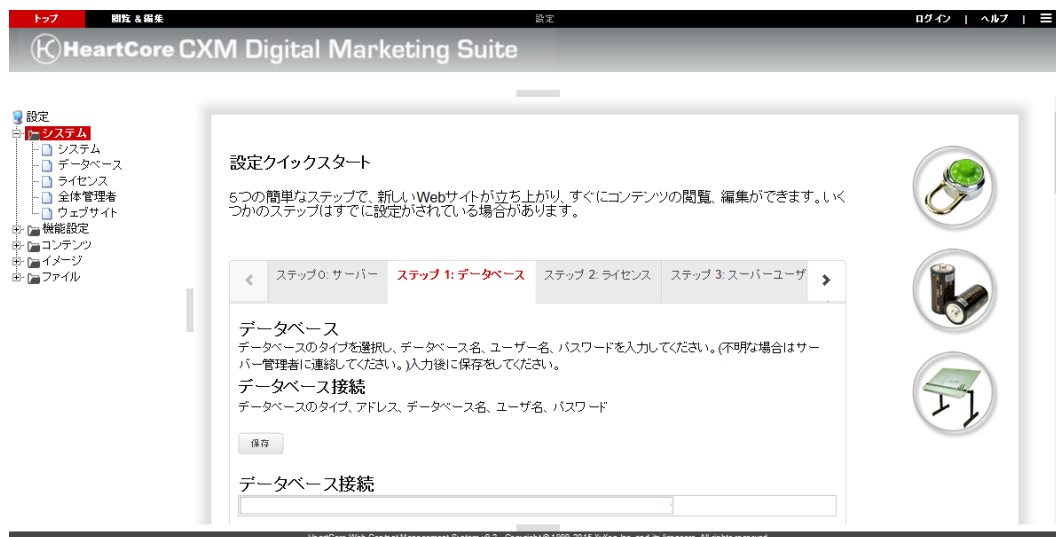 トップ 閲覧 & 編集 設定 ログイン | ヘルプ |
HeartCore CXM Digital Marketing Suite
設定
システム
システム
データベース
ライセンス
全体管理者
ウェブサイト
機能設定
コンテンツ
イメージ
ファイル
設定クイックスタート
5つの簡単なステップで、新しいWebサイトが立ち上がり、すぐにコンテンツの閲覧、編集ができます。いく
つかのステップはすでに設定がされている場合があります。
ステップ0: サーバー ステップ 1: データベース ステップ 2: ライセンス ステップ 3: スーパーユーザ
データベース
データベースのタイプを選択し、データベース名、ユーザー名、パスワードを入力してください。(不明な場合はサー
バー管理者に連絡してください。)入力後に保存をしてください。
データベース接続
データベースのタイプ、アドレス、データベース名、ユーザ名、パスワード
保存
データベース接続